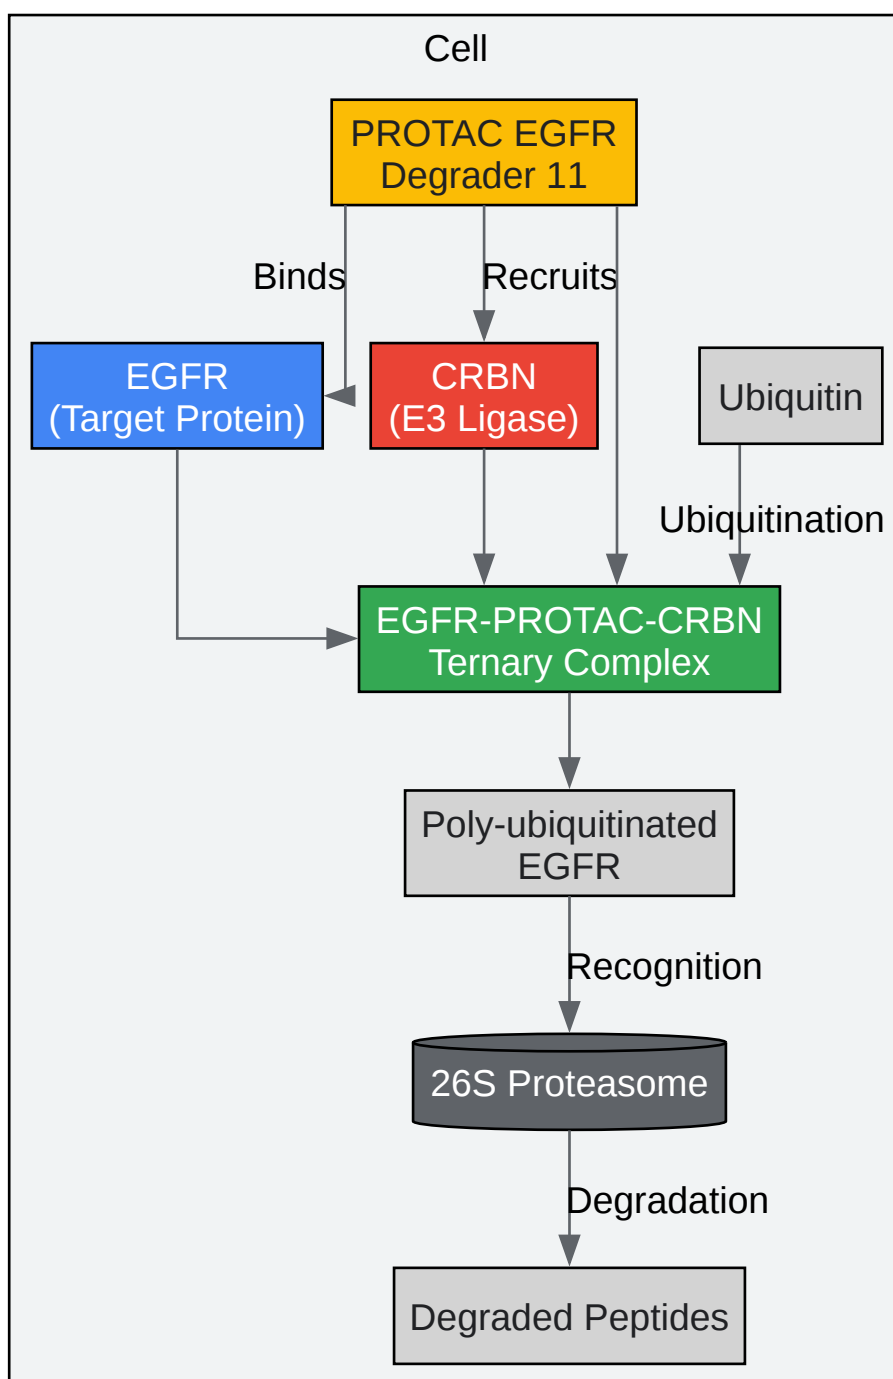 Cell
PROTAC EGFR
Degrader 11
Binds
Recruits
EGFR
(Target Protein)
CRBN
(E3 Ligase)
Ubiquitin
Ubiquitination
EGFR-PROTAC-CRBN
Ternary Complex
Poly-ubiquitinated
EGFR
Recognition
26S Proteasome
Degradation
Degraded Peptides